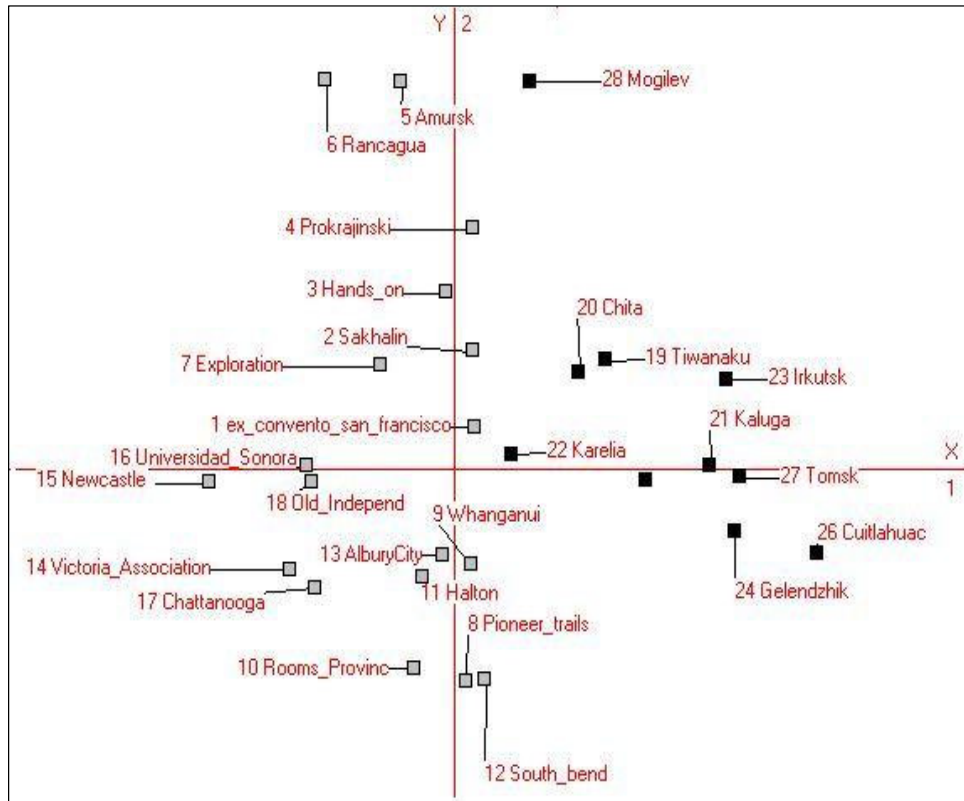 Y 2
28 Mogilev
5 Amursk
6 Rancagua
4 Prokrajinski
3 Hands_on
20 Chita
2 Sakhalin
19 Tiwanaku
7 Exploration
23 Irkutsk
1 ex_convento_san_francisco
21 Kaluga
22 Karelia
X
16 Universidad_Sonora
15 Newcastle
27 Tomsk
1
18 Old_Independ
9 Whanganui
26 Cuitlahuac
13 AlburyCity
14 Victoria_Association
24 Gelendzhik
11 Halton
17 Chattanooga
8 Pioneer_trails
10 Rooms_Provinc
12 South_bend